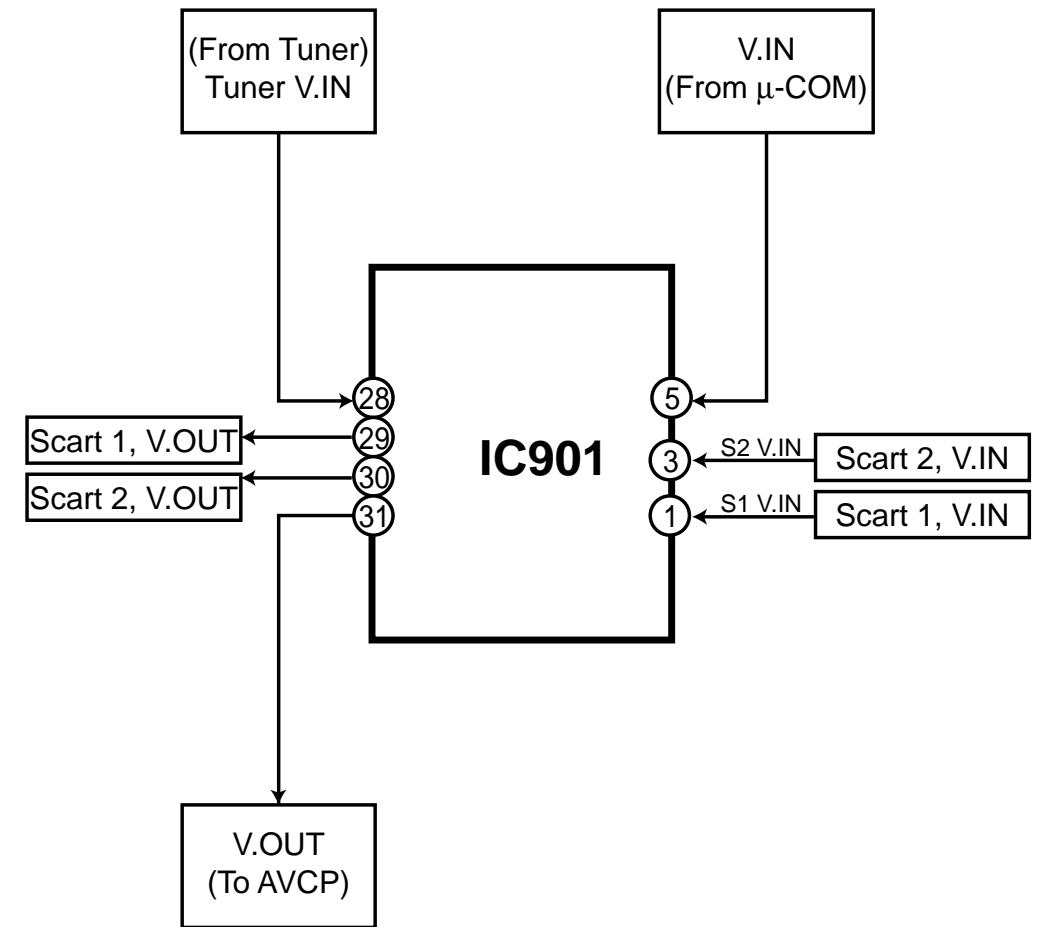 (From Tuner)
Tuner V.IN
V.IN
(From μ-COM)
28
5
29
Scart 1, V.OUT
IC901
3
S2 V.IN
Scart 2, V.IN
30
Scart 2, V.OUT
31
1
S1 V.IN
Scart 1, V.IN
V.OUT
(To AVCP)